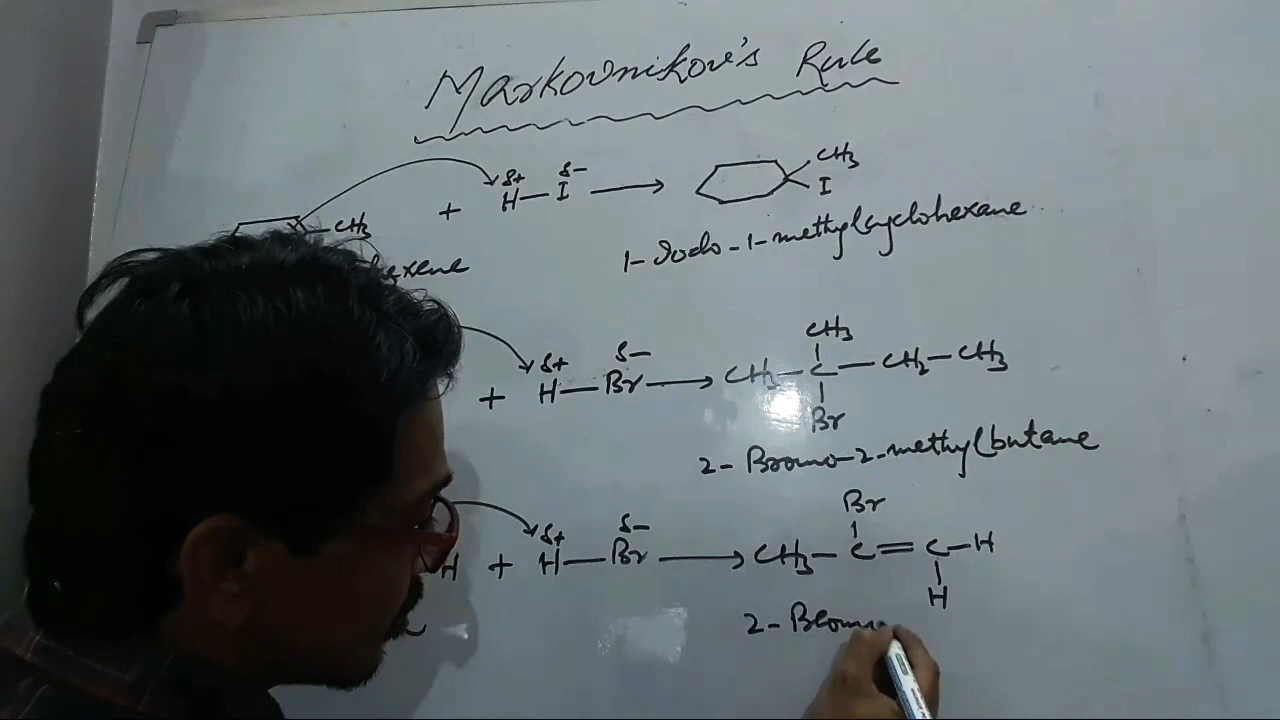 Markovnikov's Rule
CH3 + δ+ H—I δ- → CH3 I
hexene
1-Iodo-1-methylcyclohexane
+ δ+ H—Br δ- → CH3—C—CH2—CH3
CH3
Br
2-Bromo-2-methylbutane
H + δ+ H—Br δ- → CH3—C=C—H
Br
H
2-Bromo